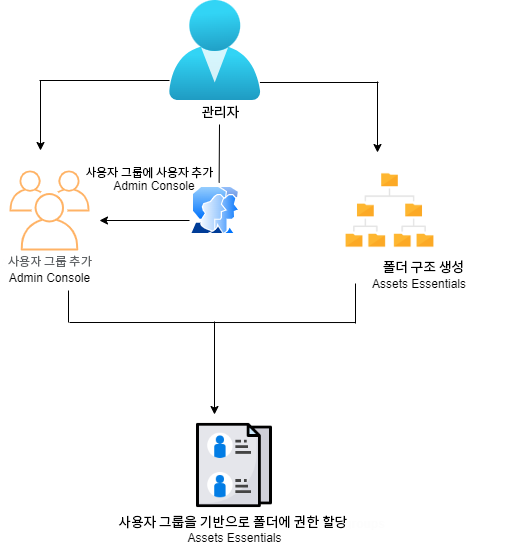 관리자
사용자 그룹에 사용자 추가
Admin Console
사용자 그룹 추가
Admin Console
폴더 구조 생성
Assets Essentials
사용자 그룹을 기반으로 폴더에 권한 할당
Assets Essentials